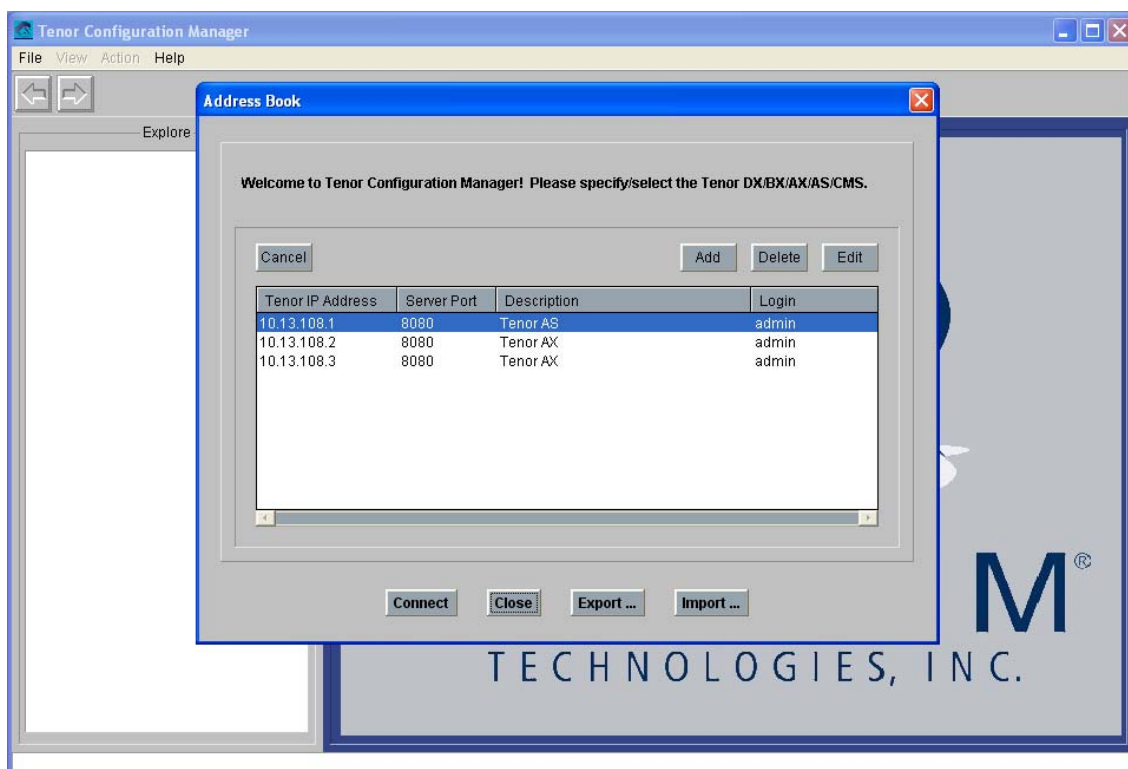 Tenor Configuration Manager
File View Action Help
Address Book
Explore
Welcome to Tenor Configuration Manager! Please specify/select the Tenor DX/BX/AX/AS/CMS.
Cancel Add Delete Edit
Tenor IP Address Server Port Description Login
10.13.108.1 8080 Tenor AS admin
10.13.108.2 8080 Tenor AX admin
10.13.108.3 8080 Tenor AX admin
Connect Close Export ... Import ...
M®
TECHNOLOGIES, INC.